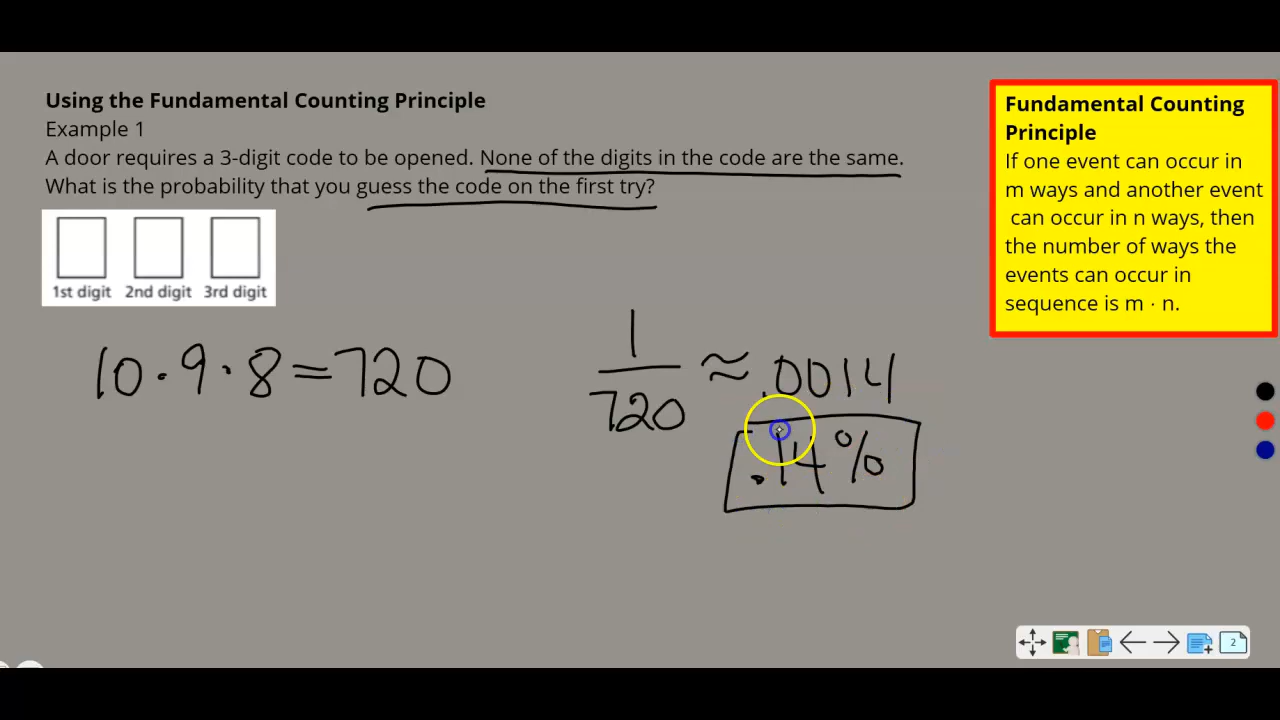 Using the Fundamental Counting Principle
Example 1
A door requires a 3-digit code to be opened. None of the digits in the code are the same.
What is the probability that you guess the code on the first try?
1st digit 2nd digit 3rd digit
10 · 9 · 8 = 720
1
720
≈ .0014
.14%
Fundamental Counting
Principle
If one event can occur in
m ways and another event
can occur in n ways, then
the number of ways the
events can occur in
sequence is m · n.
2